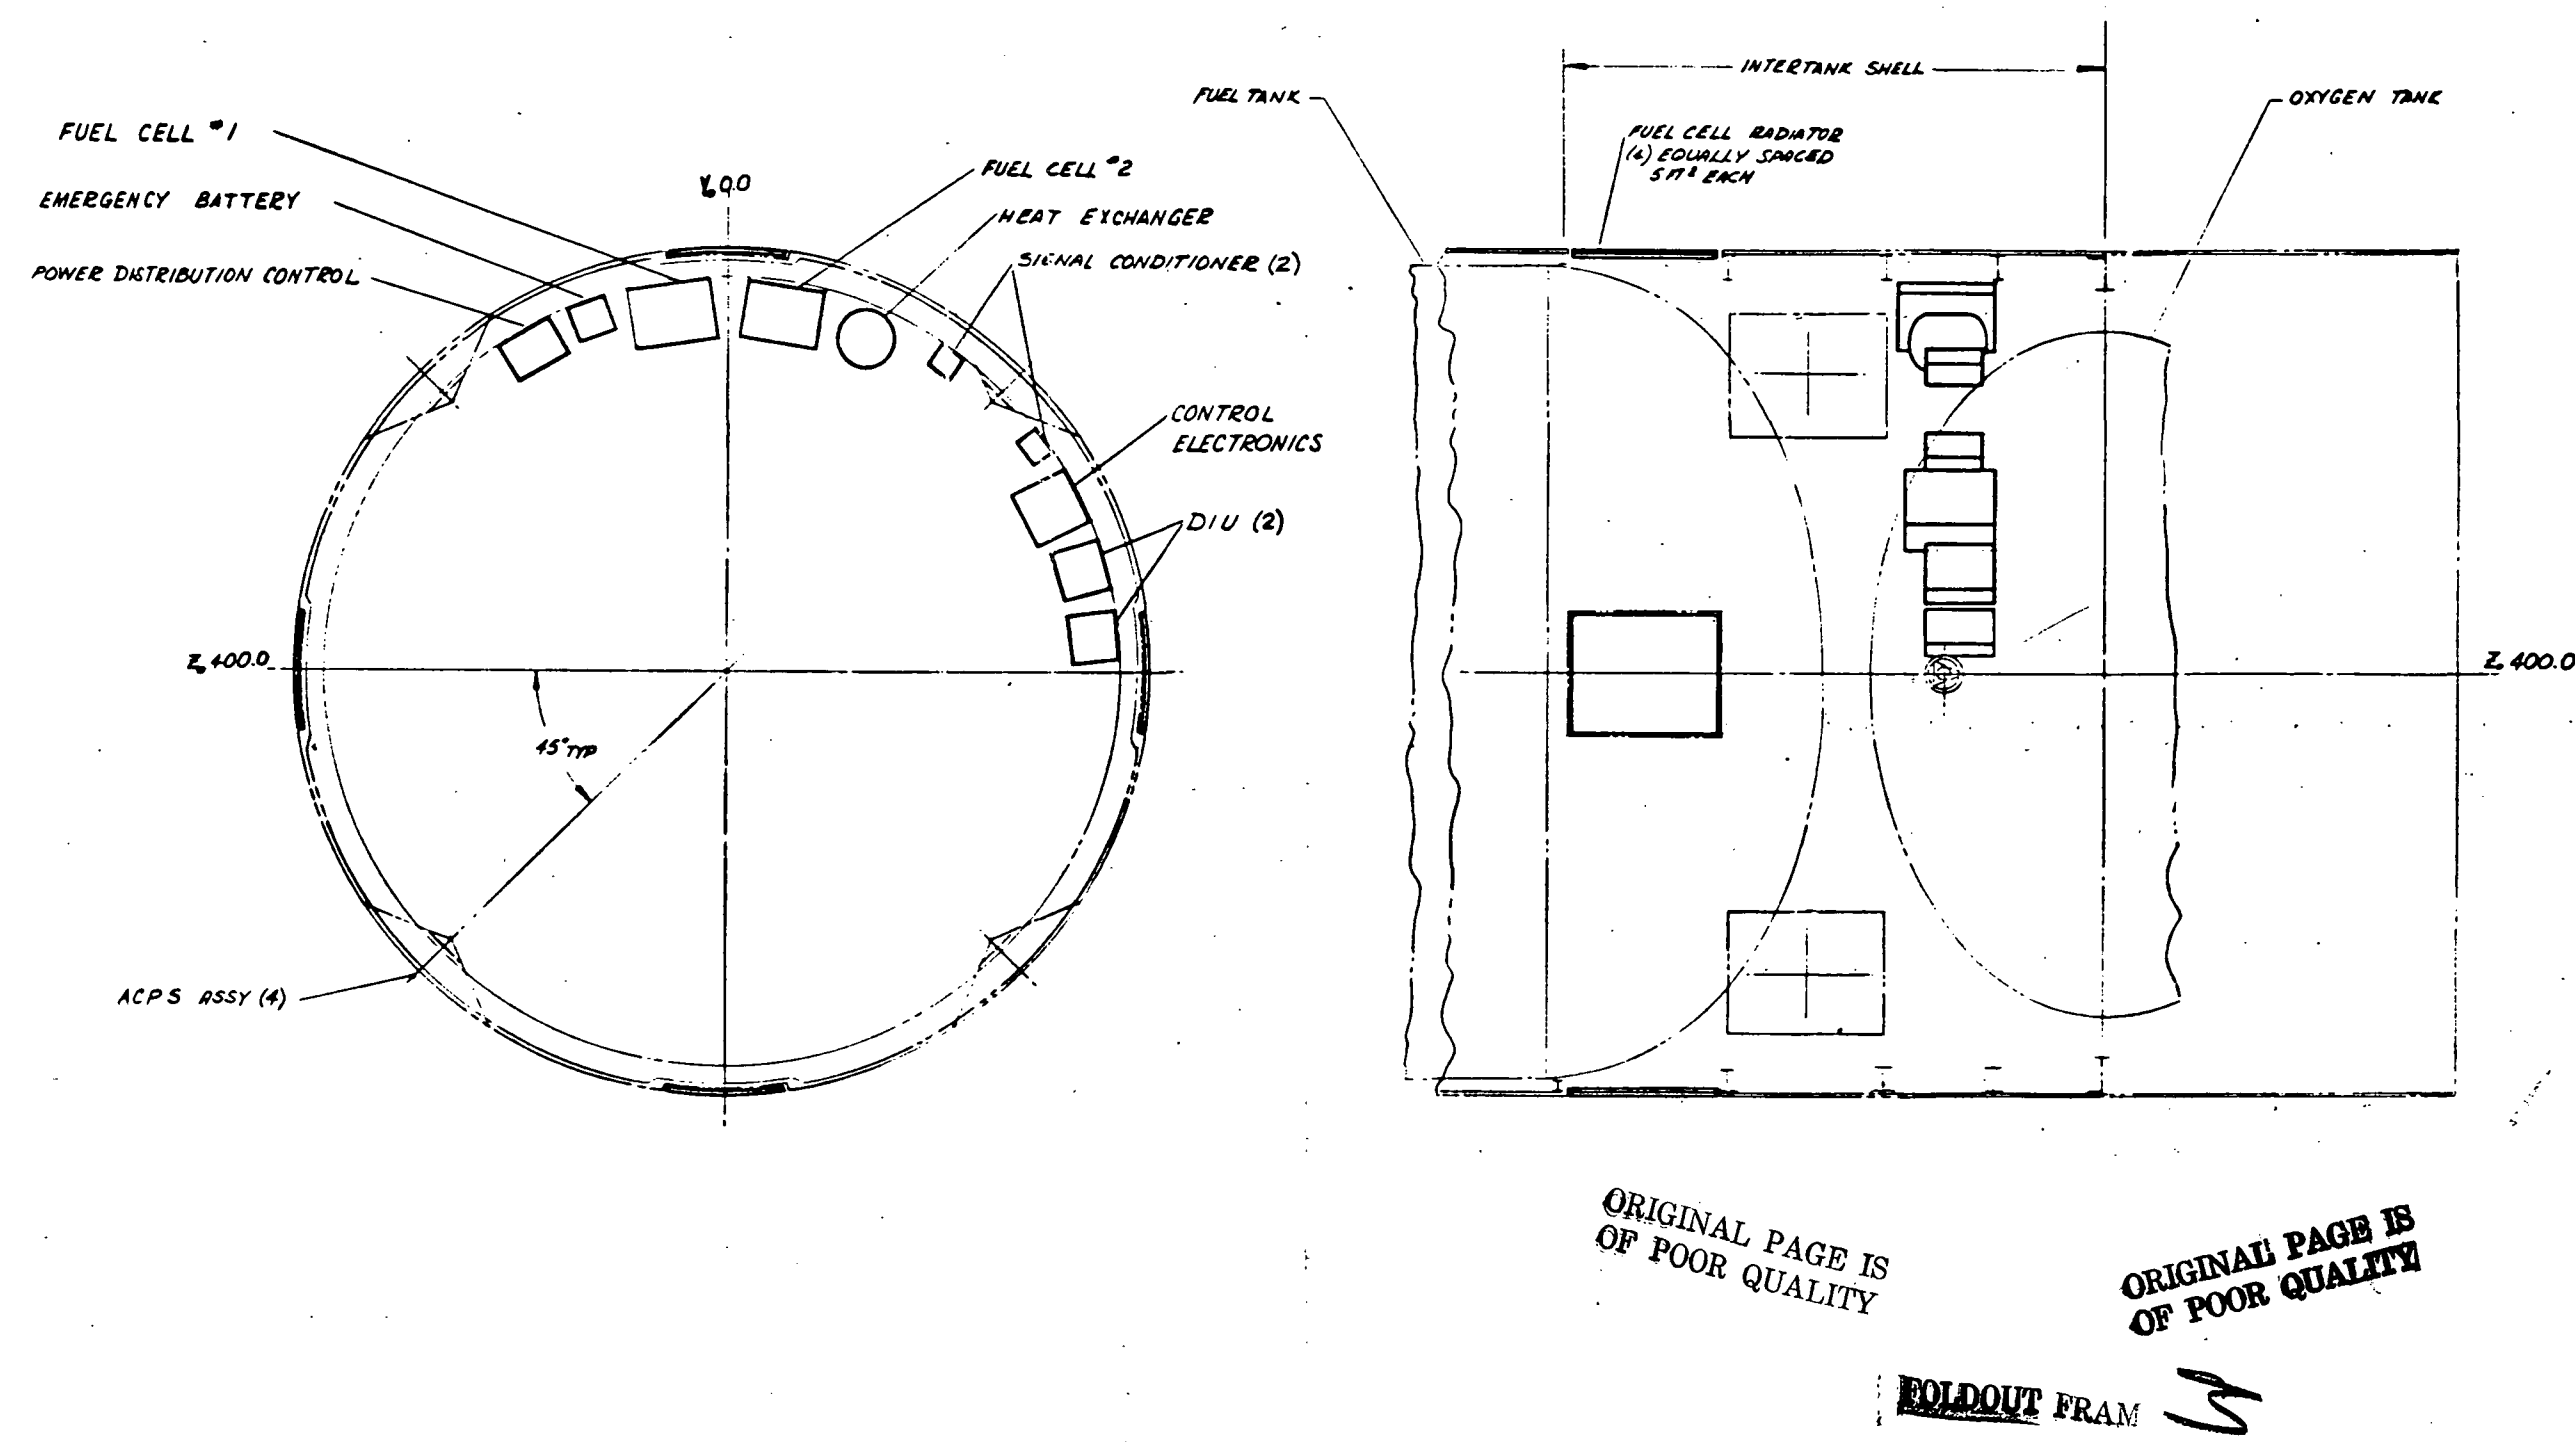 FUEL CELL #1
EMERGENCY BATTERY
POWER DISTRIBUTION CONTROL
Y₀ 0.0
FUEL CELL #2
HEAT EXCHANGER
SIGNAL CONDITIONER (2)
CONTROL
ELECTRONICS
DIU (2)
Z₀ 400.0
45° TYP
ACPS ASSY (4)
INTERTANK SHELL
FUEL TANK
OXYGEN TANK
FUEL CELL RADIATOR
(4) EQUALLY SPACED
5 FT² EACH
Z₀ 400.0
ORIGINAL PAGE IS
OF POOR QUALITY
ORIGINAL PAGE IS
OF POOR QUALITY
FOLDOUT FRAM